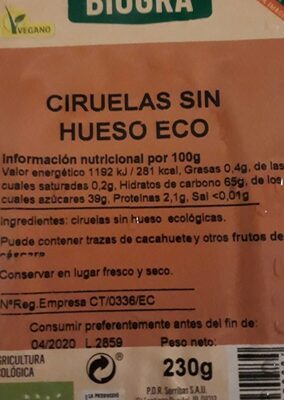 BIOGRA
VEGANO
CIRUELAS SIN
HUESO ECO
Información nutricional por 100g
Valor energético 1192 kJ / 281 kcal, Grasas 0,4g, de las
cuales saturadas 0,2g, Hidratos de carbono 65g, de los
cuales azúcares 39g, Proteinas 2,1g, Sal <0,01g
Ingredientes: ciruelas sin hueso ecológicas.
Puede contener trazas de cacahuete y otros frutos de
cáscara
Conservar en lugar fresco y seco.
NºReg.Empresa CT/0336/EC
Consumir preferentemente antes del fin de:
04/2020 L.2859 Peso neto:
230g
P.O.R. Sorribas S.A.U.